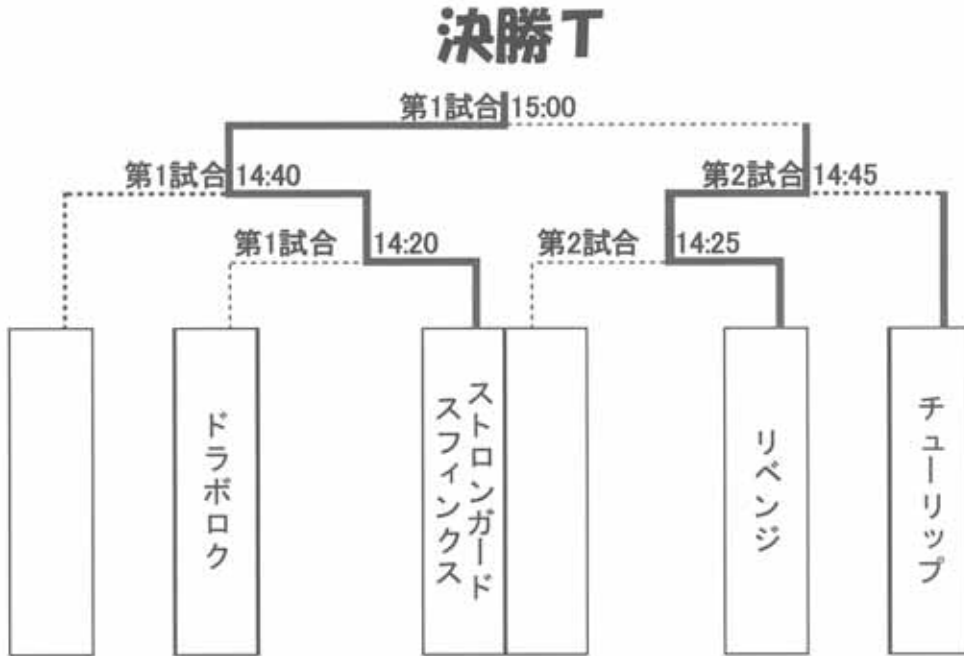 決勝T
第1試合 15:00
第1試合 14:40
第2試合 14:45
第1試合 14:20
第2試合 14:25
ドラボロク
ストロンガード
スフィンクス
リベンジ
チューリップ